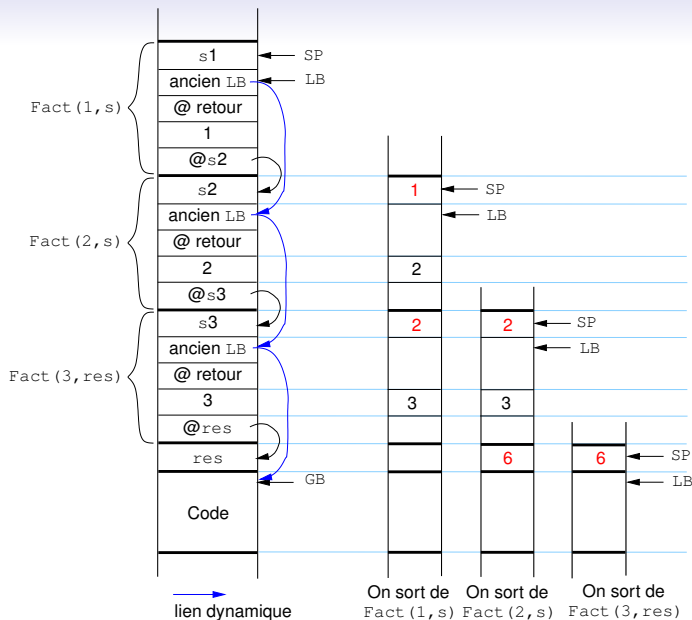 s1
SP
ancien LB
LB
Fact(1,s)
@ retour
1
@s2
s2
1
SP
ancien LB
LB
Fact(2,s)
@ retour
2
2
@s3
s3
2
2
SP
ancien LB
LB
Fact(3,res)
@ retour
3
3
3
@res
res
6
6
SP
GB
LB
Code
lien dynamique
On sort de
Fact(1,s)
On sort de
Fact(2,s)
On sort de
Fact(3,res)